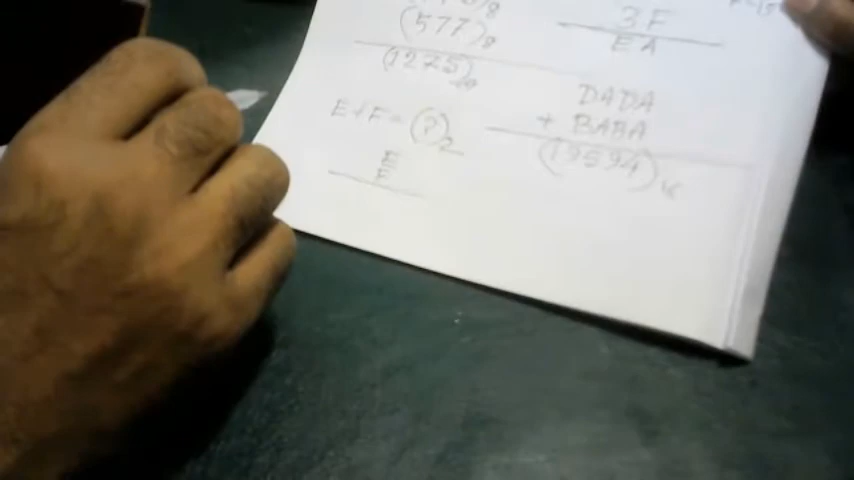 (577)8
(1275)
3F
EA
E+F = (?)2
E
F
DADA
+ BABA
(19594)16